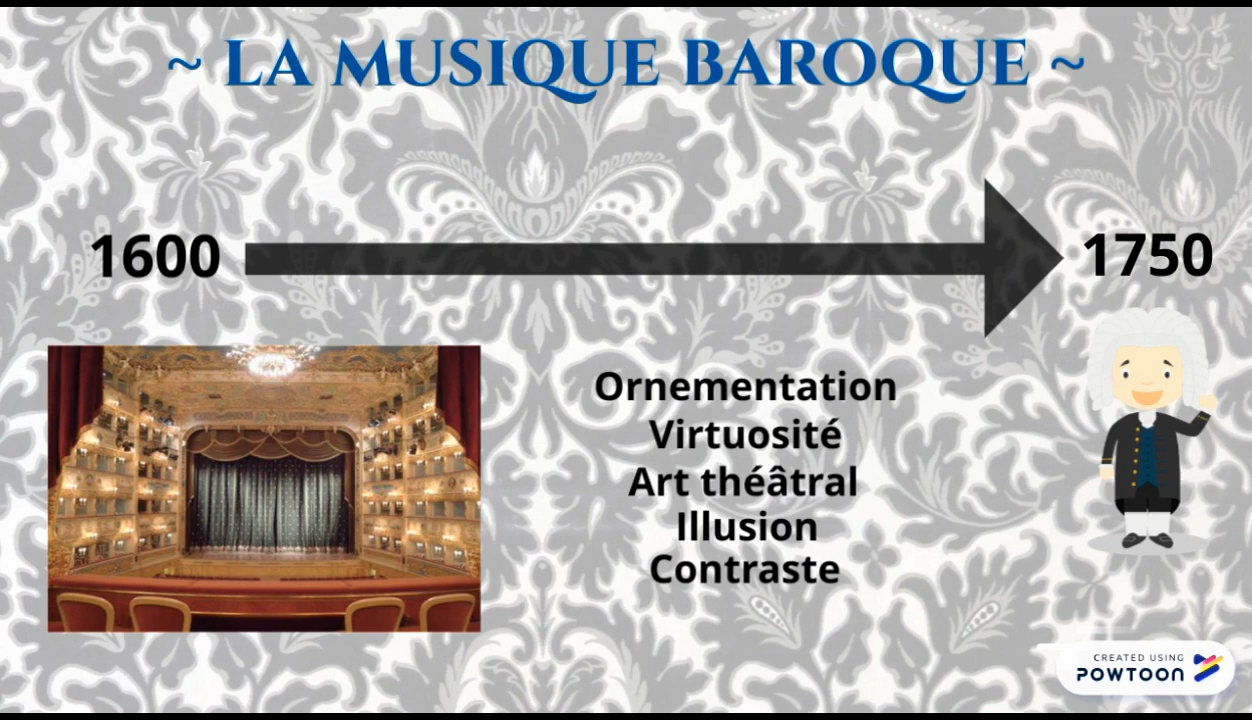 ~ LA MUSIQUE BAROQUE ~
1600
1750
Ornementation
Virtuosité
Art théâtral
Illusion
Contraste
CREATED USING
POWTOON